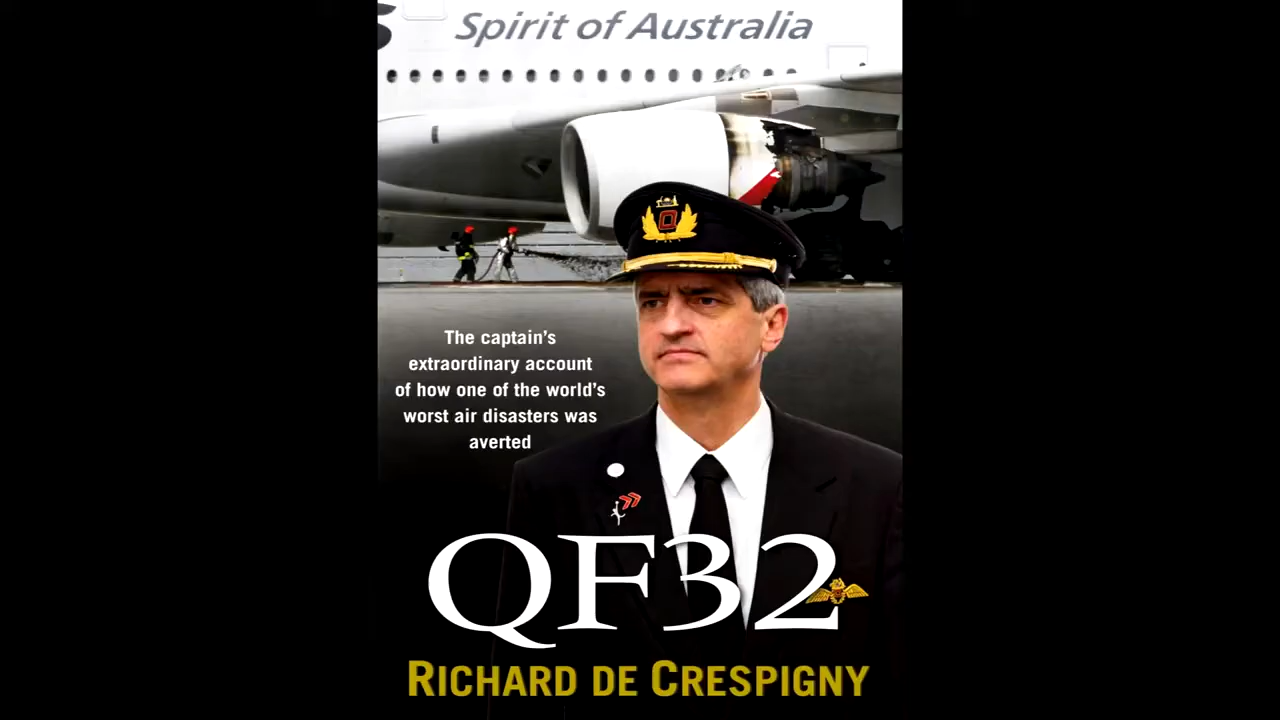 Spirit of Australia
The captain's
extraordinary account
of how one of the world's
worst air disasters was
averted
QF32
RICHARD DE CRESPIGNY